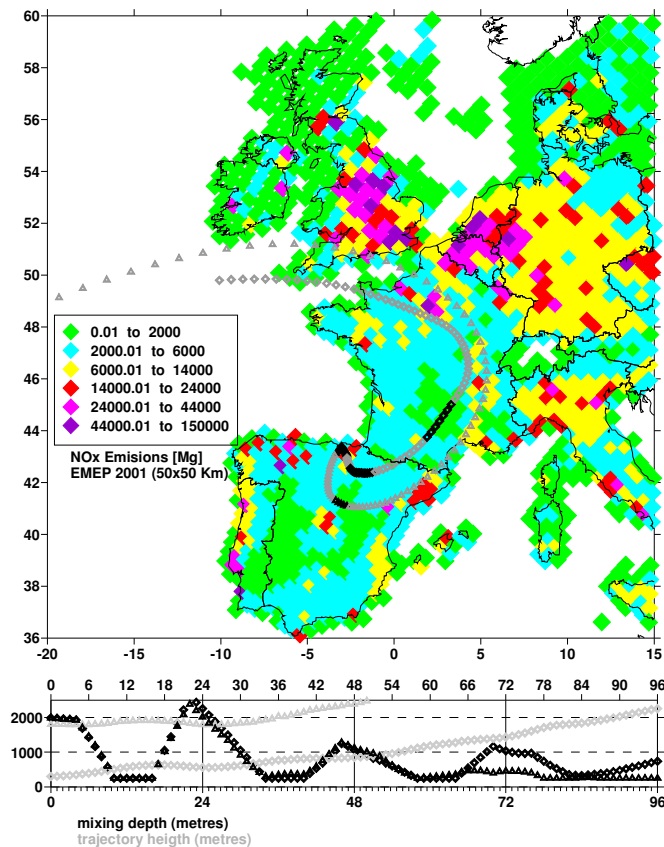 60
58
56
54
52
50
48
46
44
42
40
38
36
-20 -15 -10 -5 0 5 10 15
0.01 to 2000
2000.01 to 6000
6000.01 to 14000
14000.01 to 24000
24000.01 to 44000
44000.01 to 150000
NOx Emisions [Mg]
EMEP 2001 (50x50 Km)
0 6 12 18 24 30 36 42 48 54 60 66 72 78 84 90 96
2000
1000
0
0 24 48 72 96
mixing depth (metres)
trajectory heigth (metres)